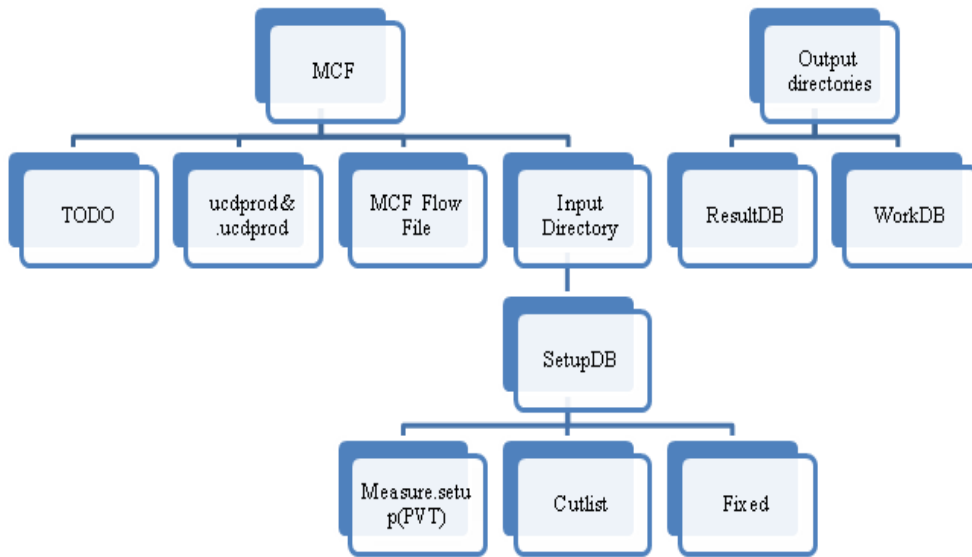 MCF
Output
directories
TODO
ucdprod&
.ucdprod
MCF Flow
File
Input
Directory
ResultDB
WorkDB
SetupDB
Measure.setu
p(PVT)
Cutlist
Fixed